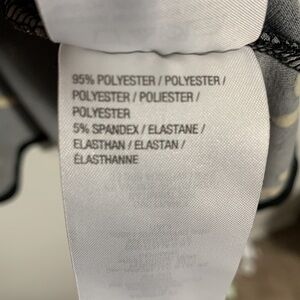 95% POLYESTER / POLYESTER /
POLYESTER / POLIESTER /
POLYESTER
5% SPANDEX / ELASTANE /
ELASTHAN / ELASTAN /
ÉLASTHANNE